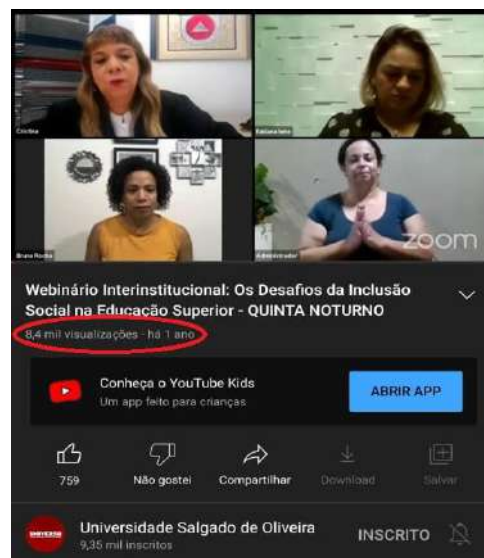 Cristina
Fabiana Neto
Bruna Rocha
Administrador
zoom
Webinário Interinstitucional: Os Desafios da Inclusão
Social na Educação Superior - QUINTA NOTURNO
8,4 mil visualizações · há 1 ano
Conheça o YouTube Kids
Um app feito para crianças
ABRIR APP
759
Não gostei
Compartilhar
Download
Salvar
UNIVERSO
Universidade Salgado de Oliveira
9,35 mil inscritos
INSCRITO